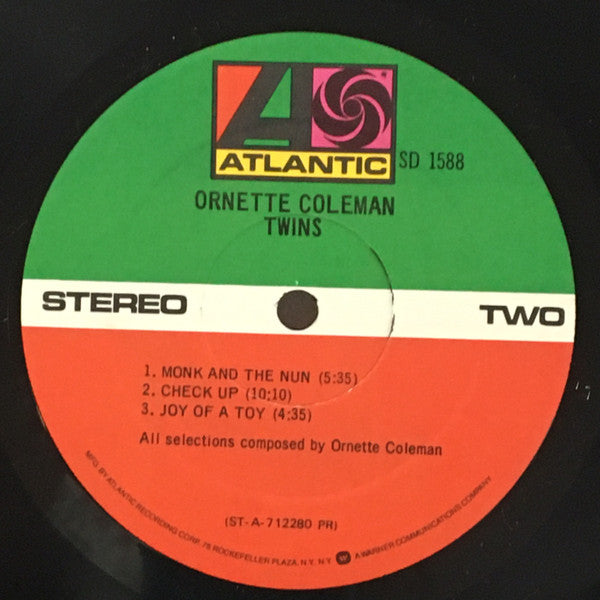 ATLANTIC SD 1588
ORNETTE COLEMAN
TWINS
STEREO TWO
1. MONK AND THE NUN (5:35)
2. CHECK UP (10:10)
3. JOY OF A TOY (4:35)
All selections composed by Ornette Coleman
(ST-A-712280 PR)
MFG. BY ATLANTIC RECORDING CORP., 75 ROCKEFELLER PLAZA, N.Y. N.Y. A WARNER COMMUNICATIONS COMPANY